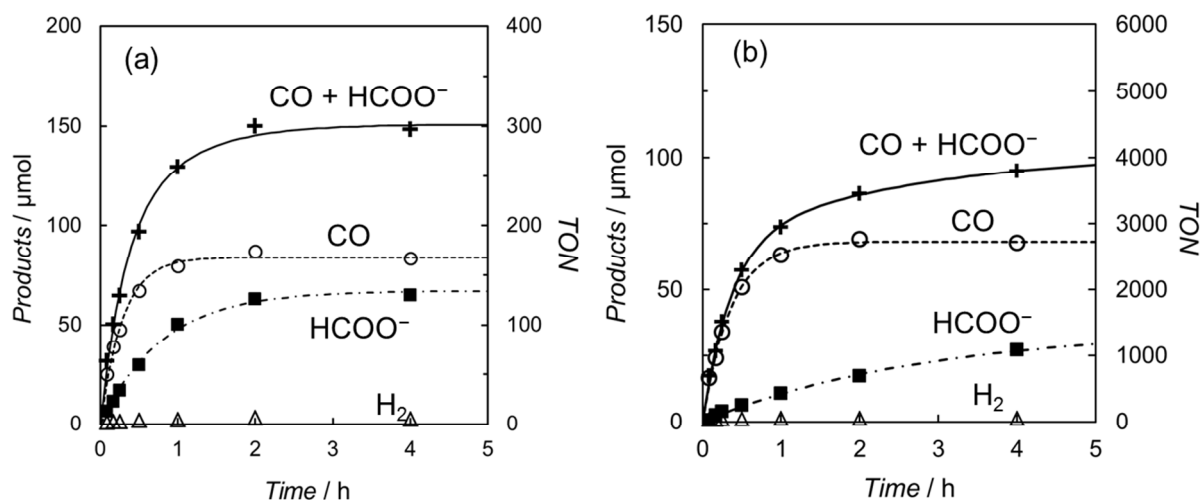 (a)
200
150
100
50
0
400
300
200
100
0
0 1 2 3 4 5
Products / µmol
TON
Time / h
CO + HCOO⁻
CO
HCOO⁻
H₂
(b)
150
100
50
0
6000
5000
4000
3000
2000
1000
0
0 1 2 3 4 5
Products / µmol
TON
Time / h
CO + HCOO⁻
CO
HCOO⁻
H₂